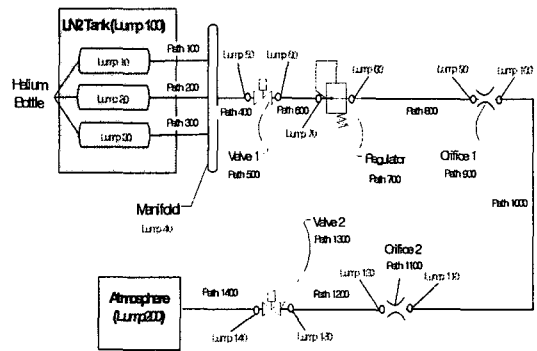 LN2 Tank (Lump 100)
Path 100
Lump 10
Path 200
Lump 20
Path 300
Lump 30
Helium
Bottle
Manifold
Lump 40
Lump 50
Lump 60
Path 400
Path 600
Valve 1
Path 500
Lump 70
Lump 80
Regulator
Path 700
Path 800
Lump 90
Lump 100
Orifice 1
Path 900
Path 1000
Valve 2
Path 1300
Orifice 2
Path 1100
Lump 120
Lump 110
Path 1200
Path 1400
Lump 140
Lump 130
Atmosphere
(Lump 200)